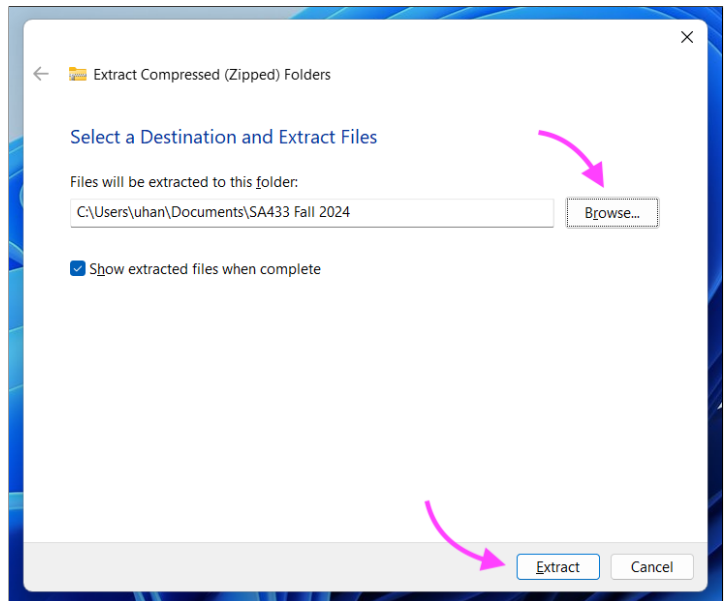 Extract Compressed (Zipped) Folders
Select a Destination and Extract Files
Files will be extracted to this folder:
C:\Users\uhan\Documents\SA433 Fall 2024
Browse...
Show extracted files when complete
Extract
Cancel